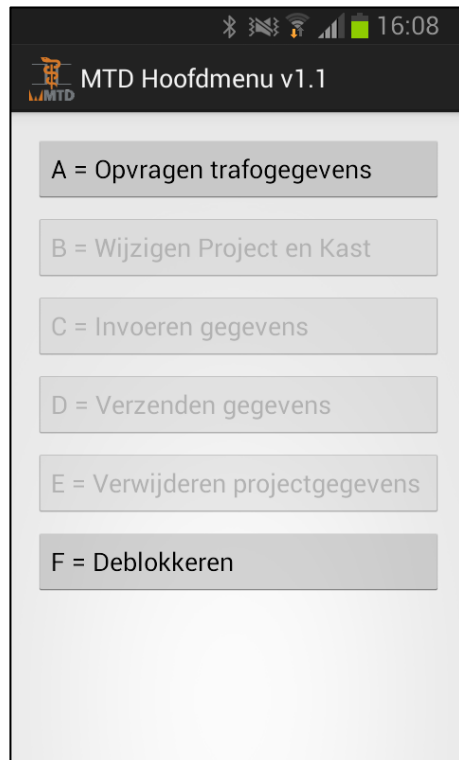 16:08
MTD
MTD Hoofdmenu v1.1
A = Opvragen trafogegevens
B = Wijzigen Project en Kast
C = Invoeren gegevens
D = Verzenden gegevens
E = Verwijderen projectgegevens
F = Deblokkeren